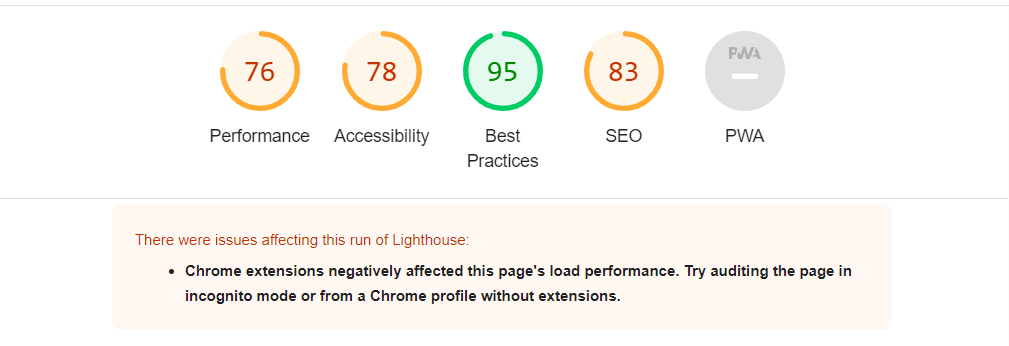 76 78 95 83 PWA
Performance Accessibility Best Practices SEO PWA
There were issues affecting this run of Lighthouse:
• Chrome extensions negatively affected this page's load performance. Try auditing the page in
incognito mode or from a Chrome profile without extensions.